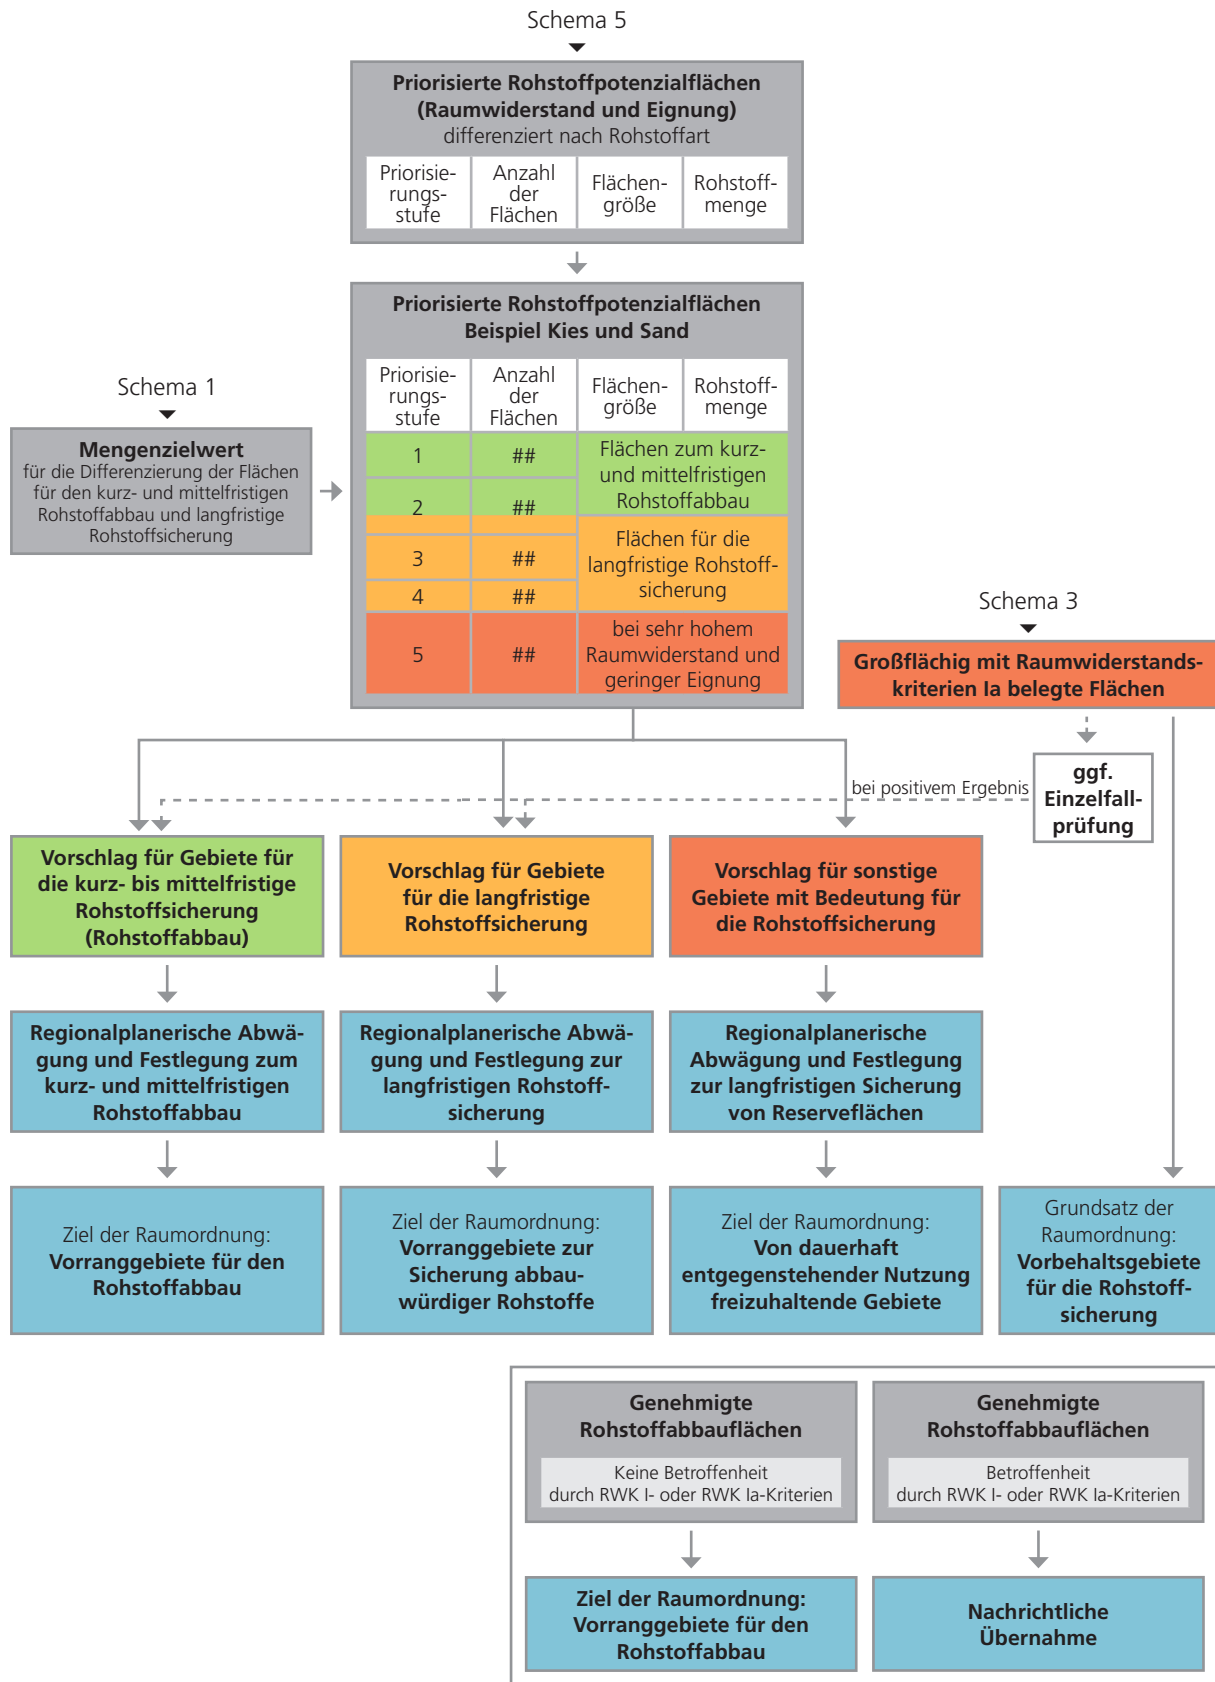 Schema 5
Priorisierte Rohstoffpotenzialflächen
(Raumwiderstand und Eignung)
differenziert nach Rohstoffart
Priorisie-
rungs-
stufe
Anzahl
der
Flächen
Flächen-
größe
Rohstoff-
menge
Priorisierte Rohstoffpotenzialflächen
Beispiel Kies und Sand
Priorisie-
rungs-
stufe
Anzahl
der
Flächen
Flächen-
größe
Rohstoff-
menge
Schema 1
Mengenzielwert
für die Differenzierung der Flächen
für den kurz- und mittelfristigen
Rohstoffabbau und langfristige
Rohstoffsicherung
1 ##
2 ##
Flächen zum kurz-
und mittelfristigen
Rohstoffabbau
3 ##
4 ##
Flächen für die
langfristige Rohstoff-
sicherung
5 ##
bei sehr hohem
Raumwiderstand und
geringer Eignung
Schema 3
Großflächig mit Raumwiderstands-
kriterien Ia belegte Flächen
ggf.
Einzelfall-
prüfung
bei positivem Ergebnis
Vorschlag für Gebiete für
die kurz- bis mittelfristige
Rohstoffsicherung
(Rohstoffabbau)
Vorschlag für Gebiete
für die langfristige
Rohstoffsicherung
Vorschlag für sonstige
Gebiete mit Bedeutung für
die Rohstoffsicherung
Regionalplanerische Abwä-
gung und Festlegung zum
kurz- und mittelfristigen
Rohstoffabbau
Regionalplanerische Abwä-
gung und Festlegung zur
langfristigen Rohstoff-
sicherung
Regionalplanerische
Abwägung und Festlegung
zur langfristigen Sicherung
von Reserveflächen
Ziel der Raumordnung:
Vorranggebiete für den
Rohstoffabbau
Ziel der Raumordnung:
Vorranggebiete zur
Sicherung abbau-
würdiger Rohstoffe
Ziel der Raumordnung:
Von dauerhaft
entgegenstehender Nutzung
freizuhaltende Gebiete
Grundsatz der
Raumordnung:
Vorbehaltsgebiete
für die Rohstoff-
sicherung
Genehmigte
Rohstoffabbauflächen
Keine Betroffenheit
durch RWK I- oder RWK Ia-Kriterien
Genehmigte
Rohstoffabbauflächen
Betroffenheit
durch RWK I- oder RWK Ia-Kriterien
Ziel der Raumordnung:
Vorranggebiete für den
Rohstoffabbau
Nachrichtliche
Übernahme